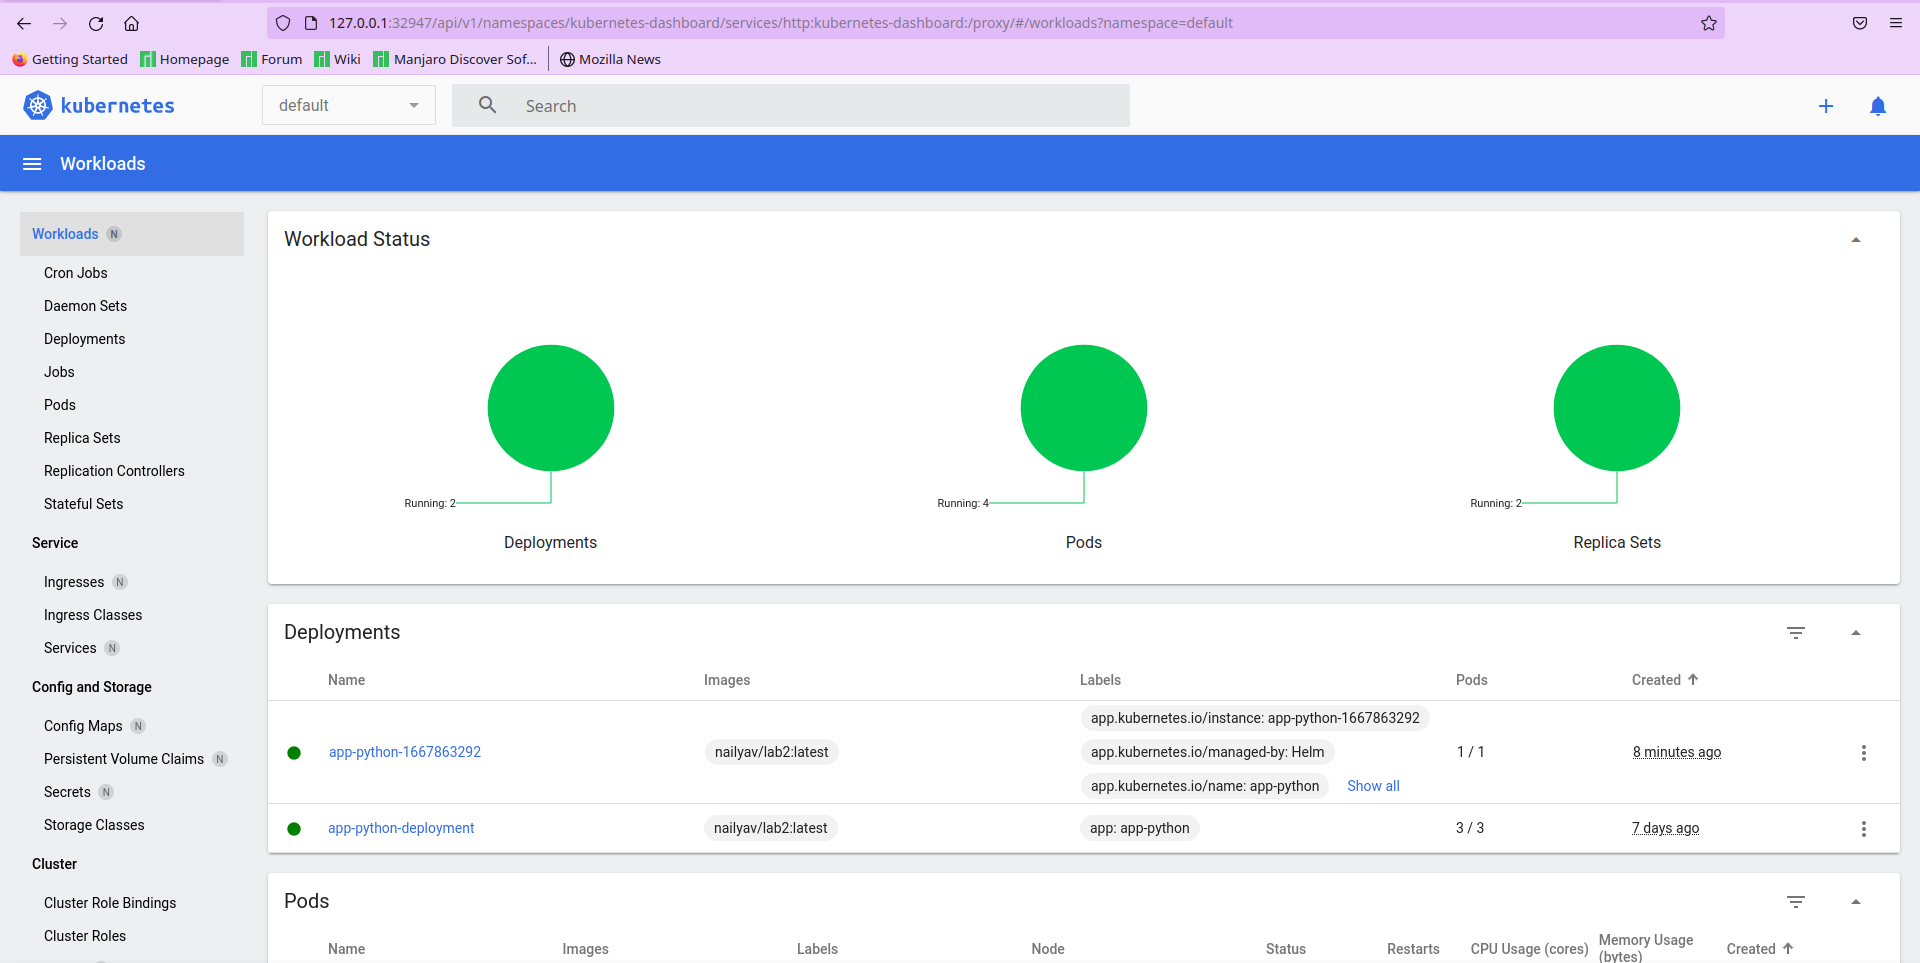 127.0.0.1:32947/api/v1/namespaces/kubernetes-dashboard/services/http:kubernetes-dashboard:/proxy/#/workloads?namespace=default
Getting Started Homepage Forum Wiki Manjaro Discover Sof... Mozilla News
kubernetes default Search
Workloads
Workloads N
Cron Jobs
Daemon Sets
Deployments
Jobs
Pods
Replica Sets
Replication Controllers
Stateful Sets
Service
Ingresses N
Ingress Classes
Services N
Config and Storage
Config Maps N
Persistent Volume Claims N
Secrets N
Storage Classes
Cluster
Cluster Role Bindings
Cluster Roles
Workload Status
Running: 2
Deployments
Running: 4
Pods
Running: 2
Replica Sets
Deployments
Name Images Labels Pods Created
app-python-1667863292 nailyav/lab2:latest app.kubernetes.io/instance: app-python-1667863292
app.kubernetes.io/managed-by: Helm 1 / 1 8 minutes ago
app.kubernetes.io/name: app-python Show all
app-python-deployment nailyav/lab2:latest app: app-python 3 / 3 7 days ago
Pods
Name Images Labels Node Status Restarts CPU Usage (cores) Memory Usage (bytes) Created